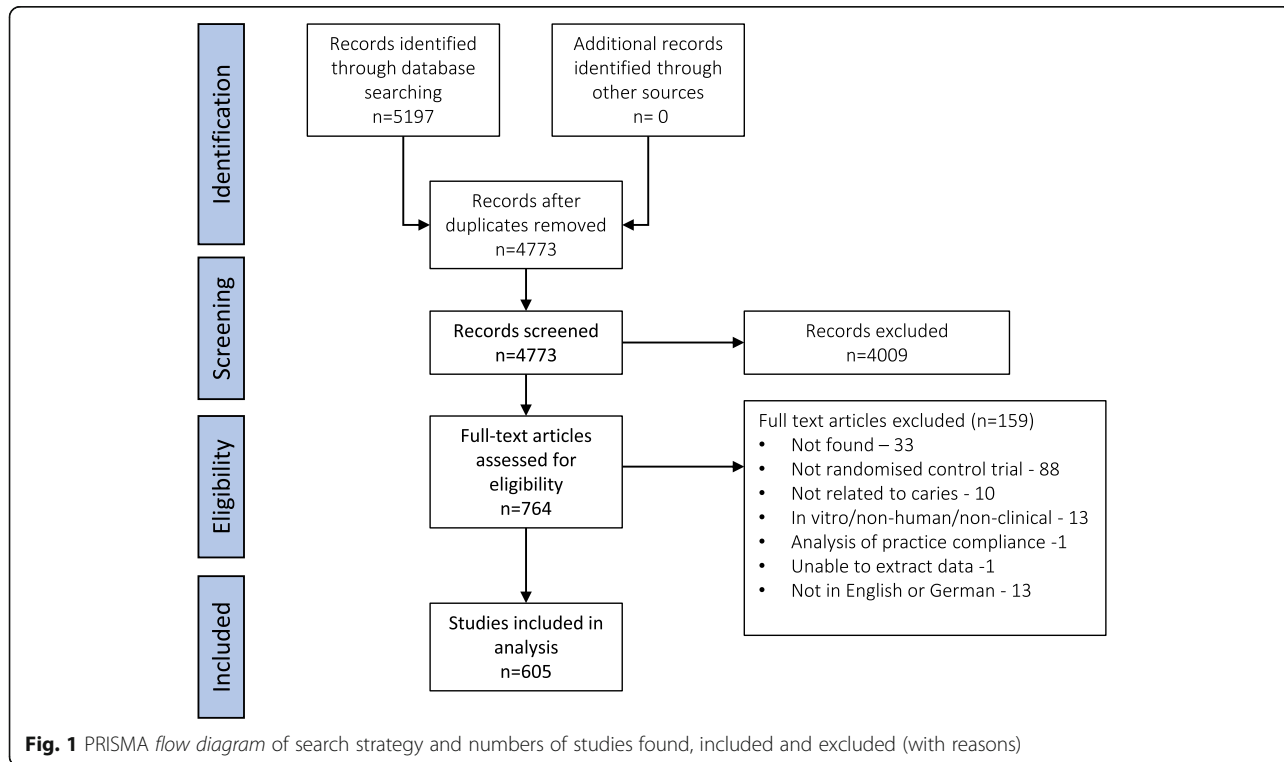 Identification
Records identified
through database
searching
n=5197
Additional records
identified through
other sources
n= 0
Records after
duplicates removed
n=4773
Screening
Records screened
n=4773
Records excluded
n=4009
Eligibility
Full-text articles
assessed for
eligibility
n=764
Full text articles excluded (n=159)
• Not found – 33
• Not randomised control trial - 88
• Not related to caries - 10
• In vitro/non-human/non-clinical - 13
• Analysis of practice compliance -1
• Unable to extract data -1
• Not in English or German - 13
Included
Studies included in
analysis
n=605
Fig. 1 PRISMA flow diagram of search strategy and numbers of studies found, included and excluded (with reasons)